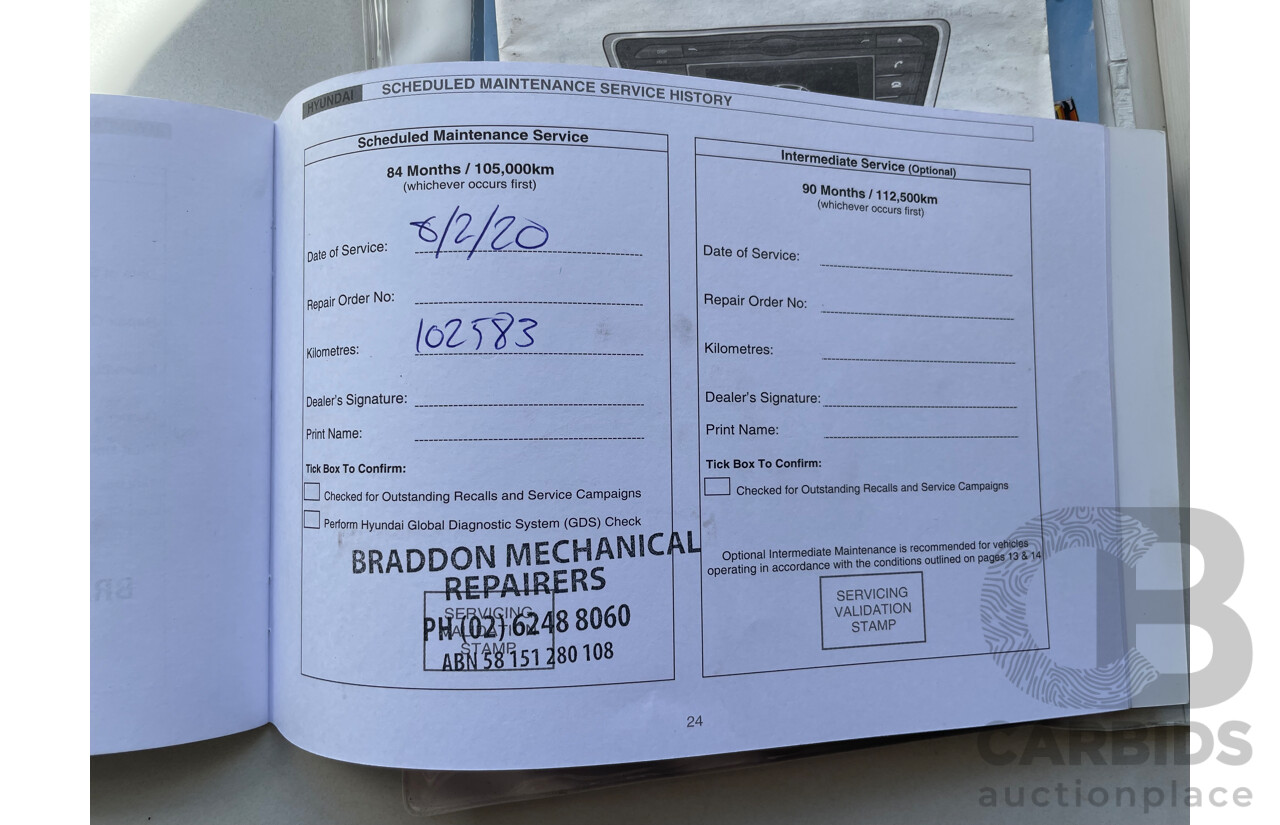 HYUNDAI SCHEDULED MAINTENANCE SERVICE HISTORY
Scheduled Maintenance Service
84 Months / 105,000km
(whichever occurs first)
Date of Service: 8/2/20
Repair Order No:
Kilometres: 102583
Dealer's Signature:
Print Name:
Tick Box To Confirm:
Checked for Outstanding Recalls and Service Campaigns
Perform Hyundai Global Diagnostic System (GDS) Check
BRADDON MECHANICAL
REPAIRERS
SERVICING
VALIDATION
STAMP
PH (02) 6248 8060
ABN 58 151 280 108
Intermediate Service (Optional)
90 Months / 112,500km
(whichever occurs first)
Date of Service:
Repair Order No:
Kilometres:
Dealer's Signature:
Print Name:
Tick Box To Confirm:
Checked for Outstanding Recalls and Service Campaigns
Optional Intermediate Maintenance is recommended for vehicles
operating in accordance with the conditions outlined on pages 13 & 14
SERVICING
VALIDATION
STAMP
24
CB
CARBIDS
auctionplace